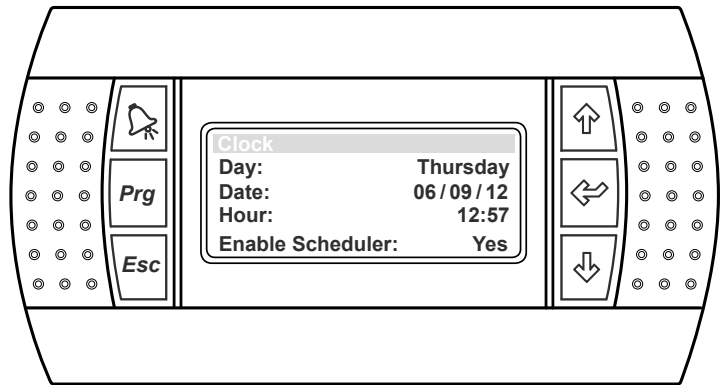 Clock
Day: Thursday
Date: 06/09/12
Hour: 12:57
Enable Scheduler: Yes
Prg
Esc